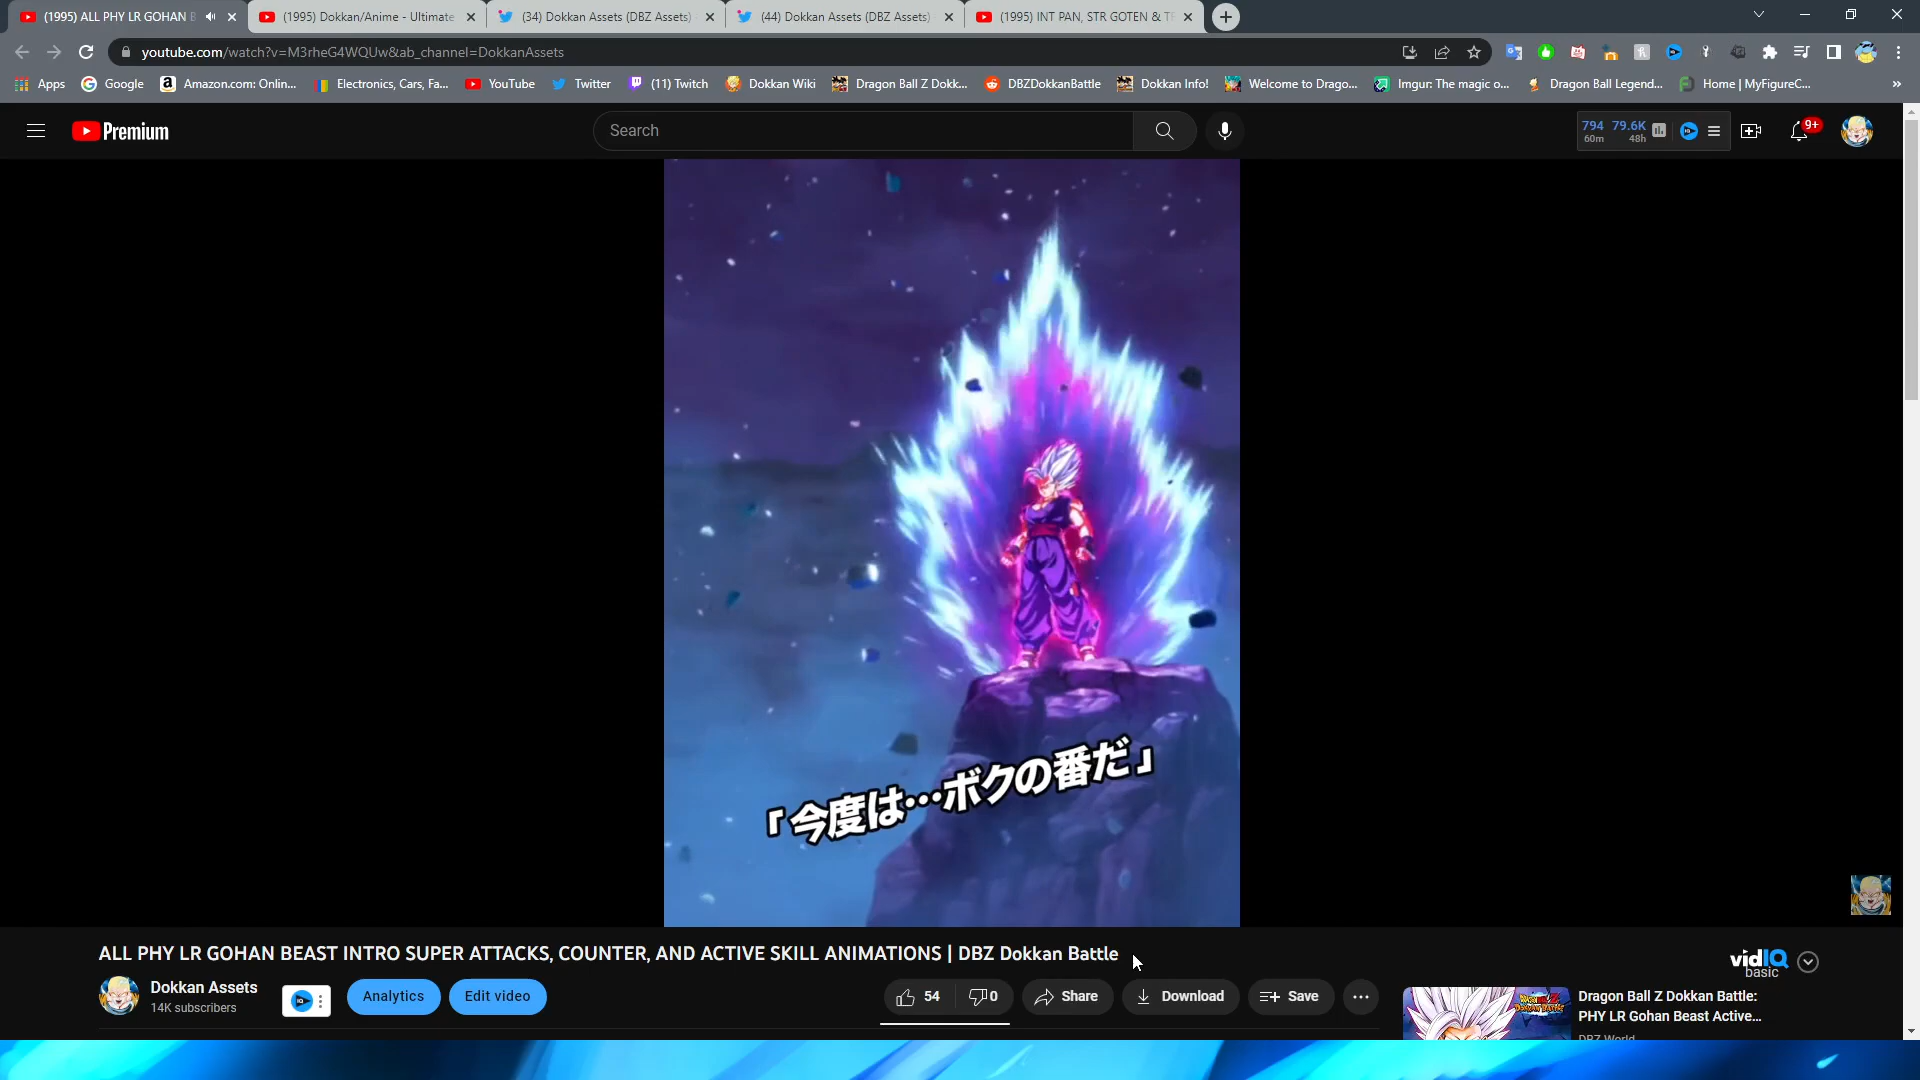 (1995) ALL PHY LR GOHAN B
(1995) Dokkan/Anime - Ultimate
(34) Dokkan Assets (DBZ Assets)
(44) Dokkan Assets (DBZ Assets)
(1995) INT PAN, STR GOTEN & TR
youtube.com/watch?v=M3rheG4WQUw&ab_channel=DokkanAssets
Apps
Google
Amazon.com: Onlin...
Electronics, Cars, Fa...
YouTube
Twitter
(11) Twitch
Dokkan Wiki
Dragon Ball Z Dokk...
DBZDokkanBattle
Dokkan Info!
Welcome to Drago...
Imgur: The magic o...
Dragon Ball Legend...
Home | MyFigureC...
Premium
Search
794 79.6K
60m 48h
9+
「今度は…ボクの番だ」
ALL PHY LR GOHAN BEAST INTRO SUPER ATTACKS, COUNTER, AND ACTIVE SKILL ANIMATIONS | DBZ Dokkan Battle
vidIQ
basic
Dokkan Assets
14K subscribers
Analytics
Edit video
54
0
Share
Download
Save
Dragon Ball Z Dokkan Battle:
PHY LR Gohan Beast Active...
DBZ World